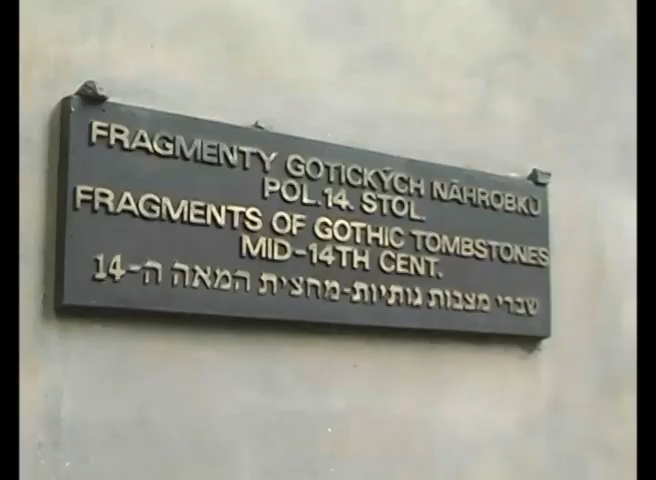 FRAGMENTY GOTICKÝCH NÁHROBKŮ
POL.14. STOL.
FRAGMENTS OF GOTHIC TOMBSTONES
MID-14TH CENT.
שברי מצבות גותיות-מחצית המאה ה-14